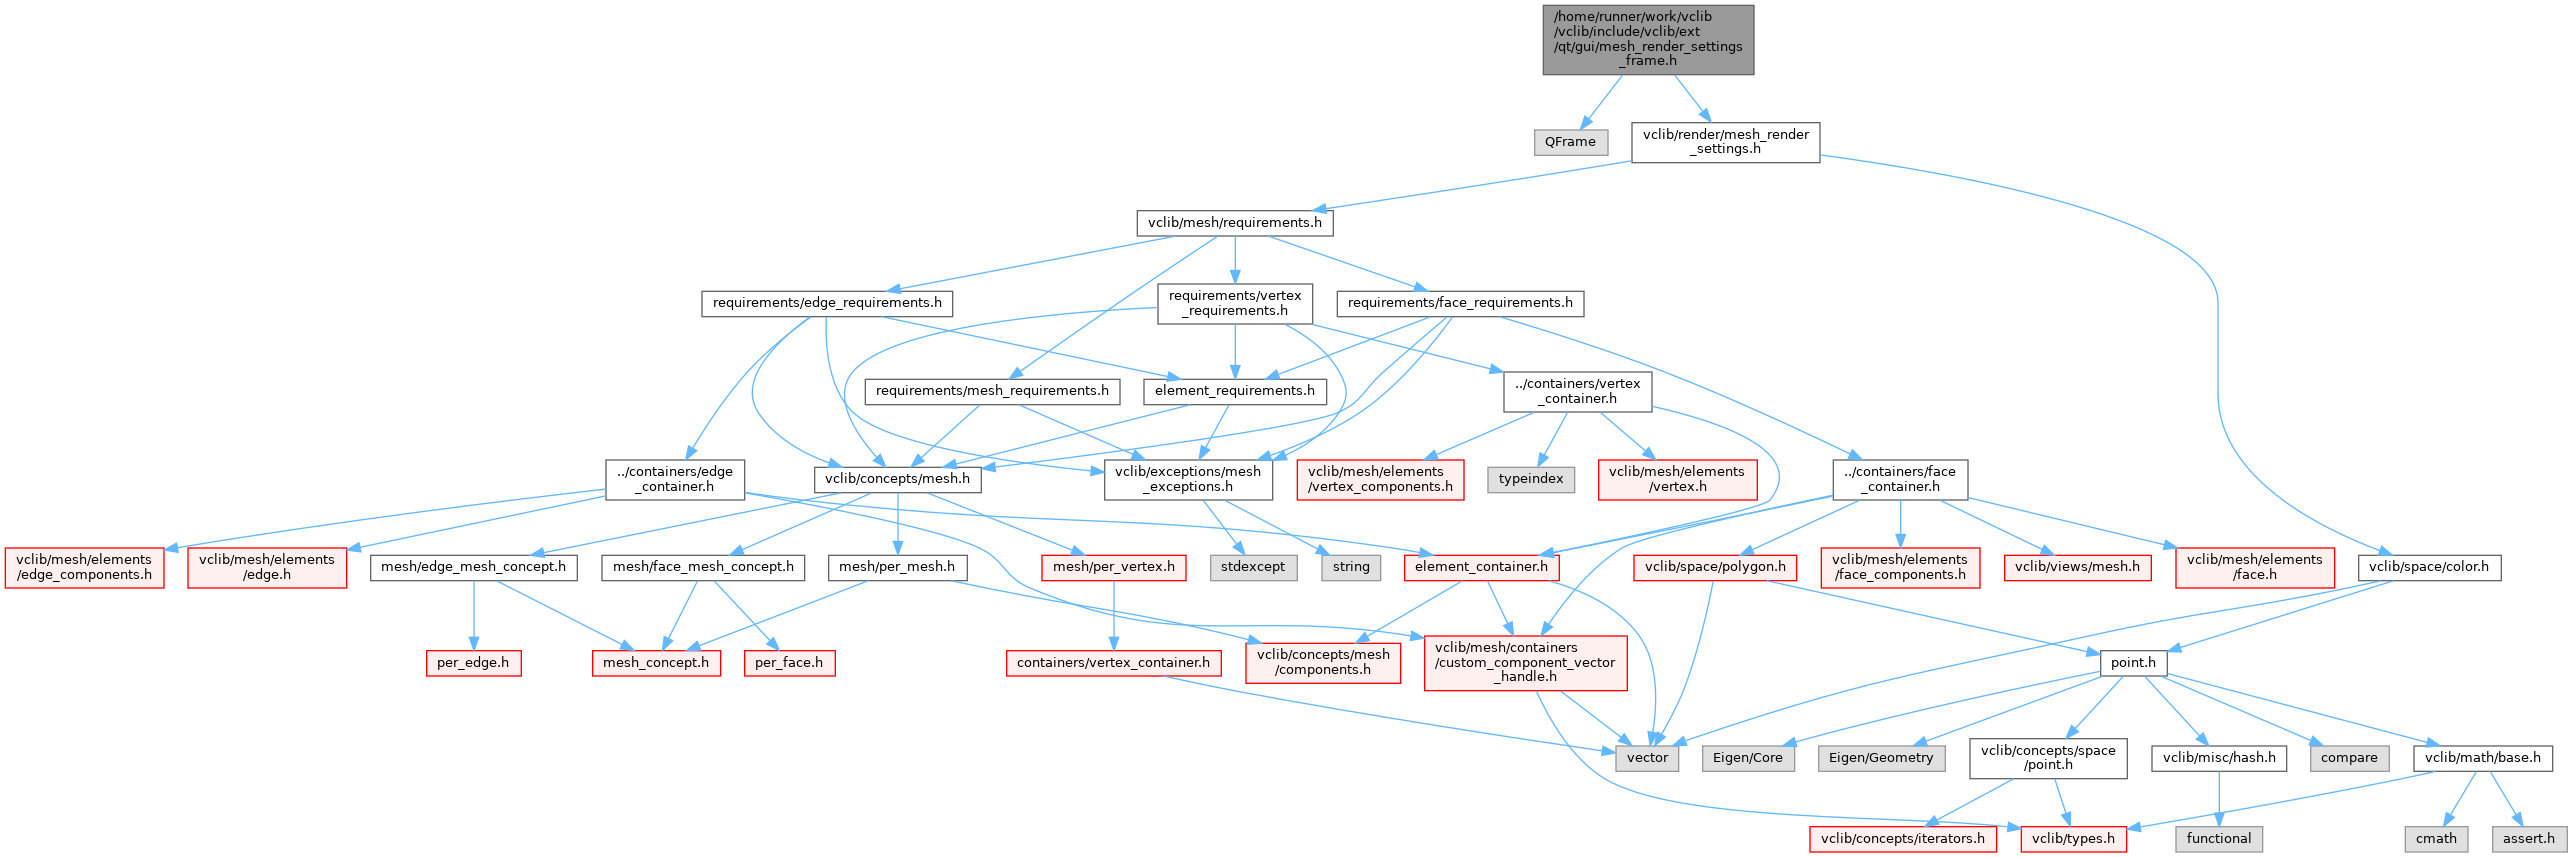 /home/runner/work/vclib
/vclib/include/vclib/ext
/qt/gui/mesh_render_settings
_frame.h
QFrame
vclib/render/mesh_render
_settings.h
vclib/mesh/requirements.h
requirements/edge_requirements.h
requirements/vertex
_requirements.h
requirements/face_requirements.h
requirements/mesh_requirements.h
element_requirements.h
../containers/vertex
_container.h
../containers/edge
_container.h
vclib/concepts/mesh.h
vclib/exceptions/mesh
_exceptions.h
vclib/mesh/elements
/vertex_components.h
typeindex
vclib/mesh/elements
/vertex.h
../containers/face
_container.h
vclib/mesh/elements
/edge_components.h
vclib/mesh/elements
/edge.h
mesh/edge_mesh_concept.h
mesh/face_mesh_concept.h
mesh/per_mesh.h
mesh/per_vertex.h
stdexcept
string
element_container.h
vclib/space/polygon.h
vclib/mesh/elements
/face_components.h
vclib/views/mesh.h
vclib/mesh/elements
/face.h
vclib/space/color.h
per_edge.h
mesh_concept.h
per_face.h
containers/vertex_container.h
vclib/concepts/mesh
/components.h
vclib/mesh/containers
/custom_component_vector
_handle.h
point.h
vector
Eigen/Core
Eigen/Geometry
vclib/concepts/space
/point.h
vclib/misc/hash.h
compare
vclib/math/base.h
vclib/concepts/iterators.h
vclib/types.h
functional
cmath
assert.h